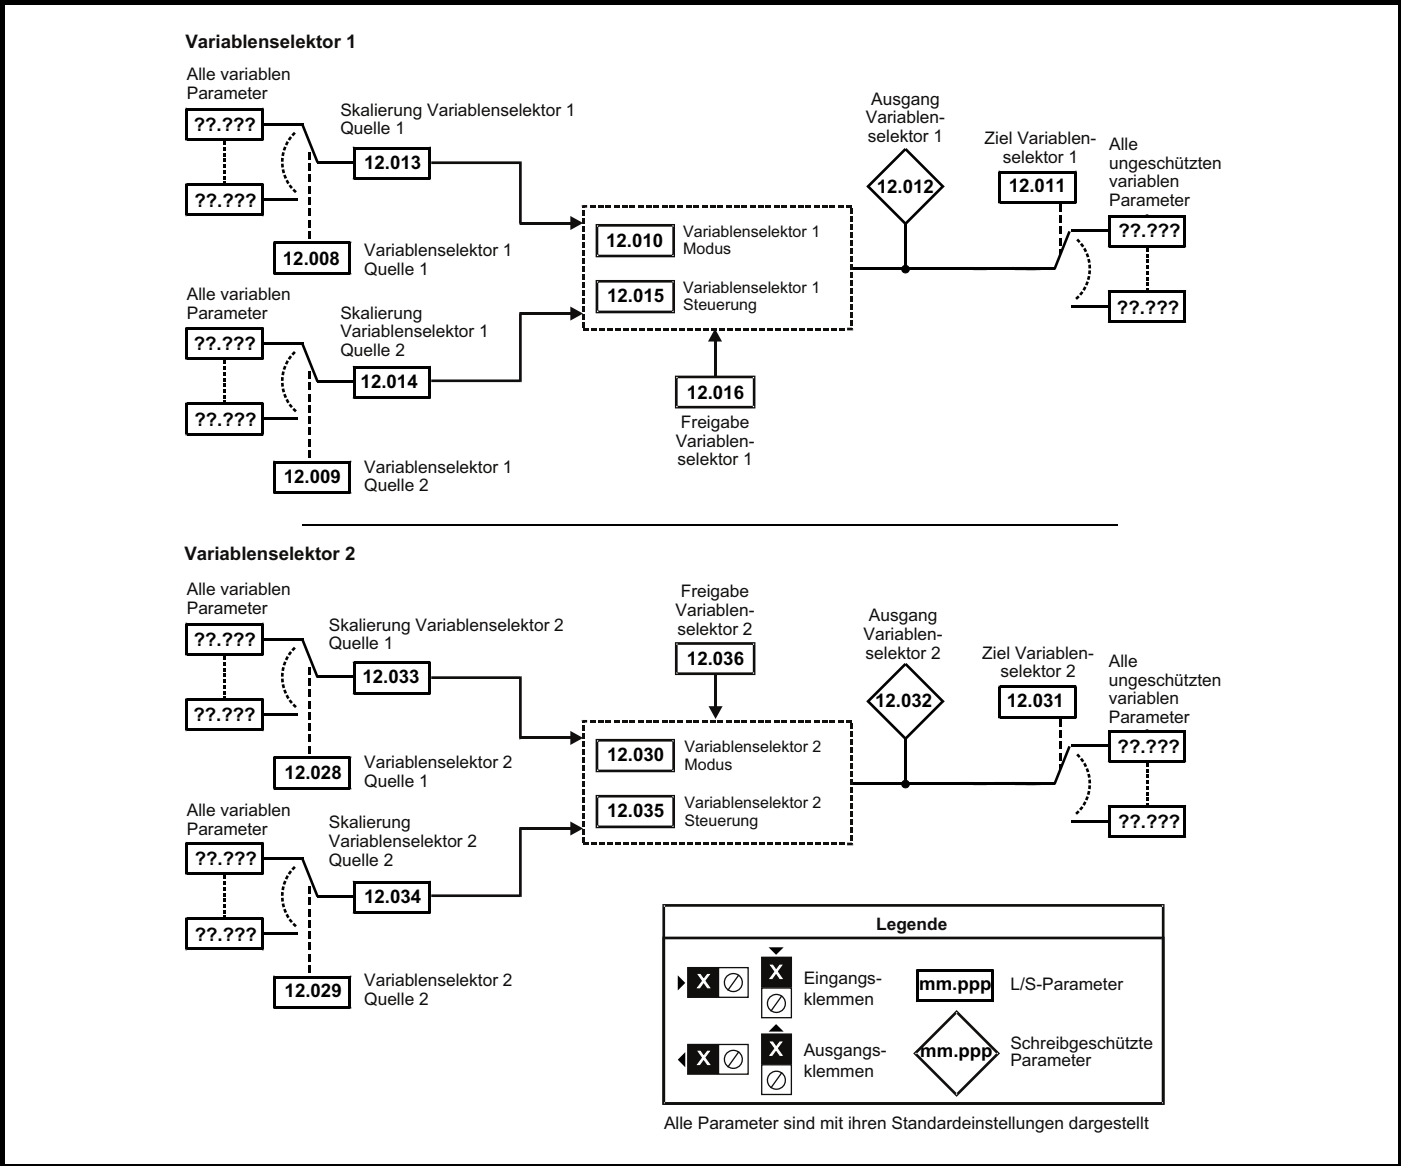 Variablenselektor 1
Alle variablen
Parameter
??.???
??.???
Skalierung Variablenselektor 1
Quelle 1
12.013
12.008
Variablenselektor 1
Quelle 1
Alle variablen
Parameter
??.???
??.???
Skalierung
Variablenselektor 1
Quelle 2
12.014
12.009
Variablenselektor 1
Quelle 2
12.010
Variablenselektor 1
Modus
12.015
Variablenselektor 1
Steuerung
12.016
Freigabe
Variablen-
selektor 1
Ausgang
Variablen-
selektor 1
12.012
Ziel Variablen-
selektor 1
12.011
Alle
ungeschützten
variablen
Parameter
??.???
??.???
Variablenselektor 2
Alle variablen
Parameter
??.???
??.???
Skalierung Variablenselektor 2
Quelle 1
12.033
12.028
Variablenselektor 2
Quelle 1
Alle variablen
Parameter
??.???
??.???
Skalierung
Variablenselektor 2
Quelle 2
12.034
12.029
Variablenselektor 2
Quelle 2
Freigabe
Variablen-
selektor 2
12.036
12.030
Variablenselektor 2
Modus
12.035
Variablenselektor 2
Steuerung
Ausgang
Variablen-
selektor 2
12.032
Ziel Variablen-
selektor 2
12.031
Alle
ungeschützten
variablen
Parameter
??.???
??.???
Legende
X
X
Eingangs-
klemmen
mm.ppp
L/S-Parameter
X
X
Ausgangs-
klemmen
mm.ppp
Schreibgeschützte
Parameter
Alle Parameter sind mit ihren Standardeinstellungen dargestellt